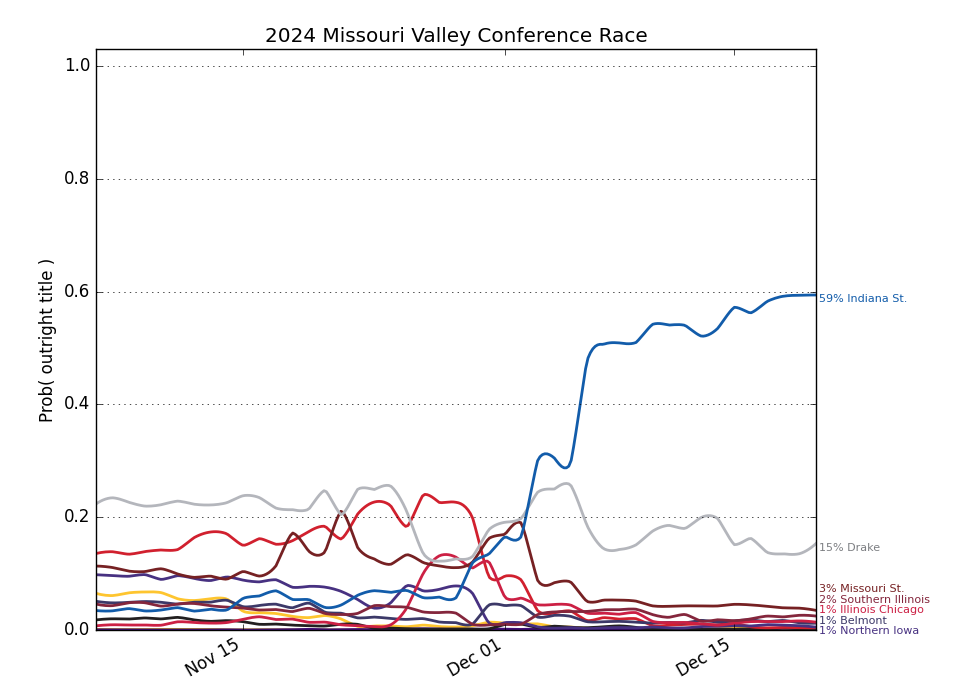 2024 Missouri Valley Conference Race
1.0
0.8
0.6
0.4
0.2
0.0
Prob( outright title )
Nov 15
Dec 01
Dec 15
59% Indiana St.
15% Drake
3% Missouri St.
2% Southern Illinois
1% Illinois Chicago
1% Belmont
1% Northern Iowa